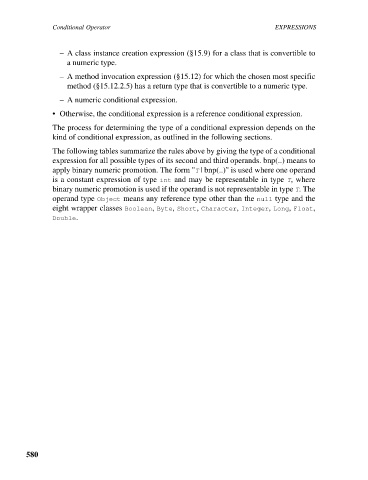 Conditional Operator EXPRESSIONS
– A class instance creation expression (§15.9) for a class that is convertible to
a numeric type.
– A method invocation expression (§15.12) for which the chosen most specific
method (§15.12.2.5) has a return type that is convertible to a numeric type.
– A numeric conditional expression.
• Otherwise, the conditional expression is a reference conditional expression.
The process for determining the type of a conditional expression depends on the
kind of conditional expression, as outlined in the following sections.
The following tables summarize the rules above by giving the type of a conditional
expression for all possible types of its second and third operands. bnp(..) means to
apply binary numeric promotion. The form "T | bnp(..)" is used where one operand
is a constant expression of type int and may be representable in type T, where
binary numeric promotion is used if the operand is not representable in type T. The
operand type Object means any reference type other than the null type and the
eight wrapper classes Boolean, Byte, Short, Character, Integer, Long, Float,
Double.
580